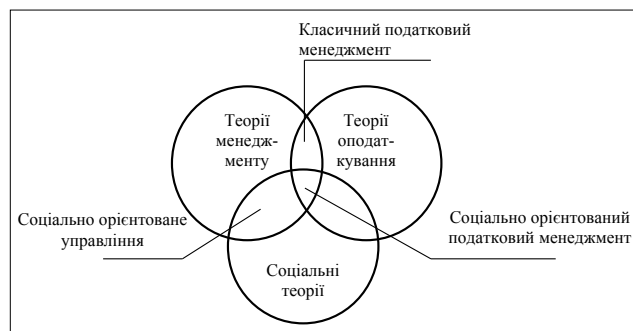 Класичний податковий
менеджмент
Теорії
менедж-
менту
Теорії
оподат-
кування
Соціально орієнтоване
управління
Соціально орієнтований
податковий менеджмент
Соціальні
теорії